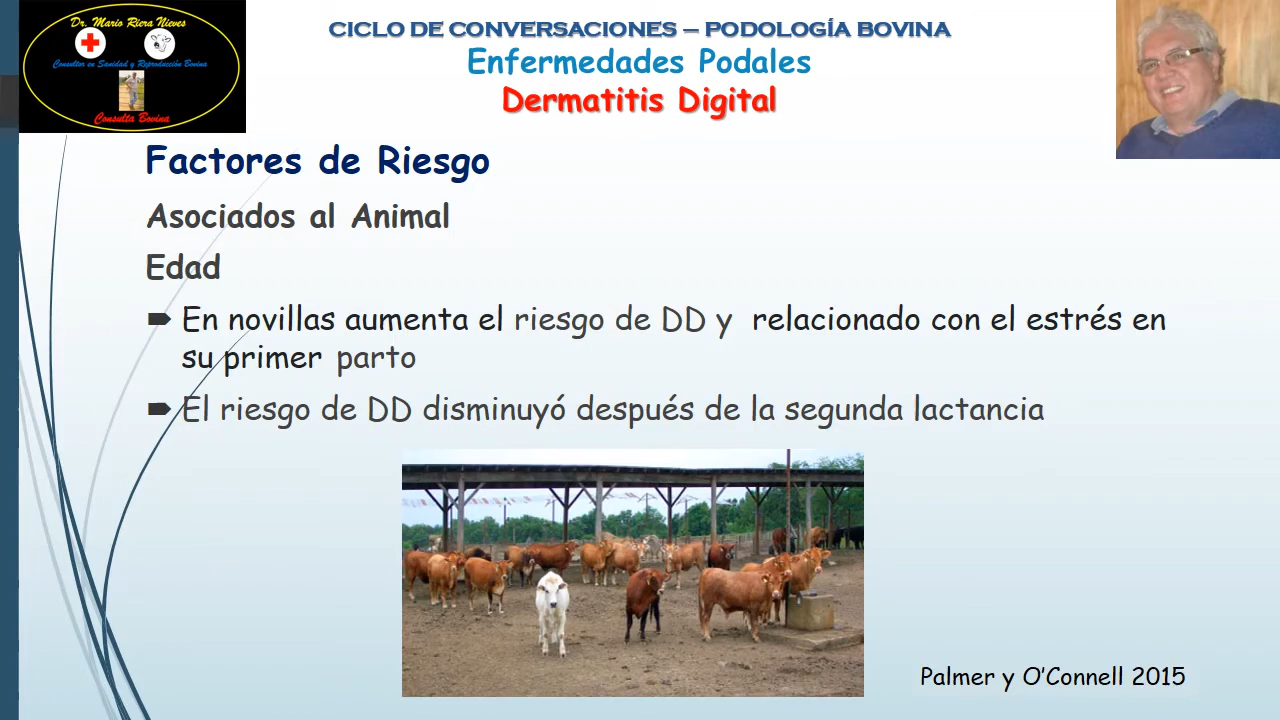 Dr. Mario Riera Nieves
Consultor en Sanidad y Reproducción Bovina
Consulta Bovina
CICLO DE CONVERSACIONES – PODOLOGÍA BOVINA
Enfermedades Podales
Dermatitis Digital
Factores de Riesgo
Asociados al Animal
Edad
En novillas aumenta el riesgo de DD y relacionado con el estrés en
su primer parto
El riesgo de DD disminuyó después de la segunda lactancia
Palmer y O’Connell 2015